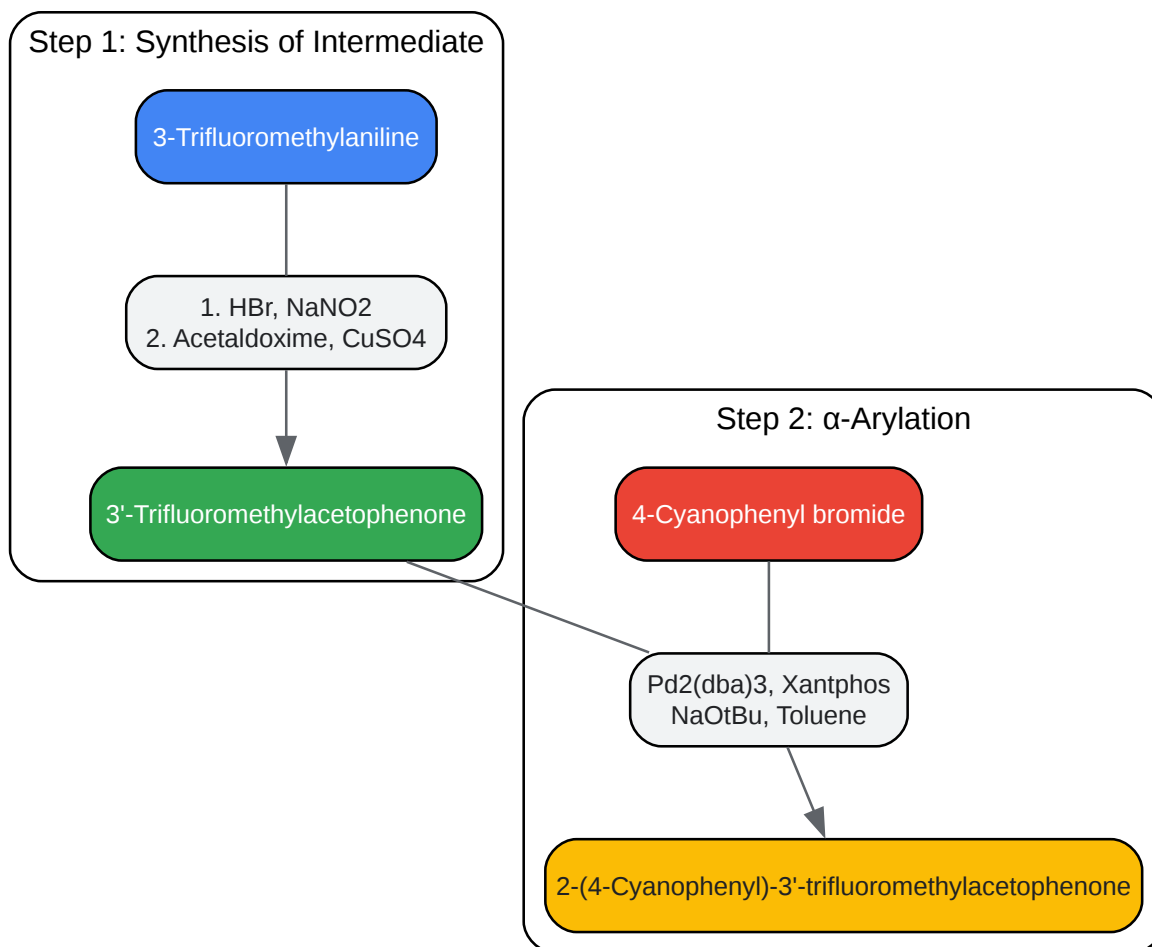 Step 1: Synthesis of Intermediate
3-Trifluoromethylaniline
1. HBr, NaNO2
2. Acetaldoxime, CuSO4
3'-Trifluoromethylacetophenone
Step 2: α-Arylation
4-Cyanophenyl bromide
Pd2(dba)3, Xantphos
NaOtBu, Toluene
2-(4-Cyanophenyl)-3'-trifluoromethylacetophenone